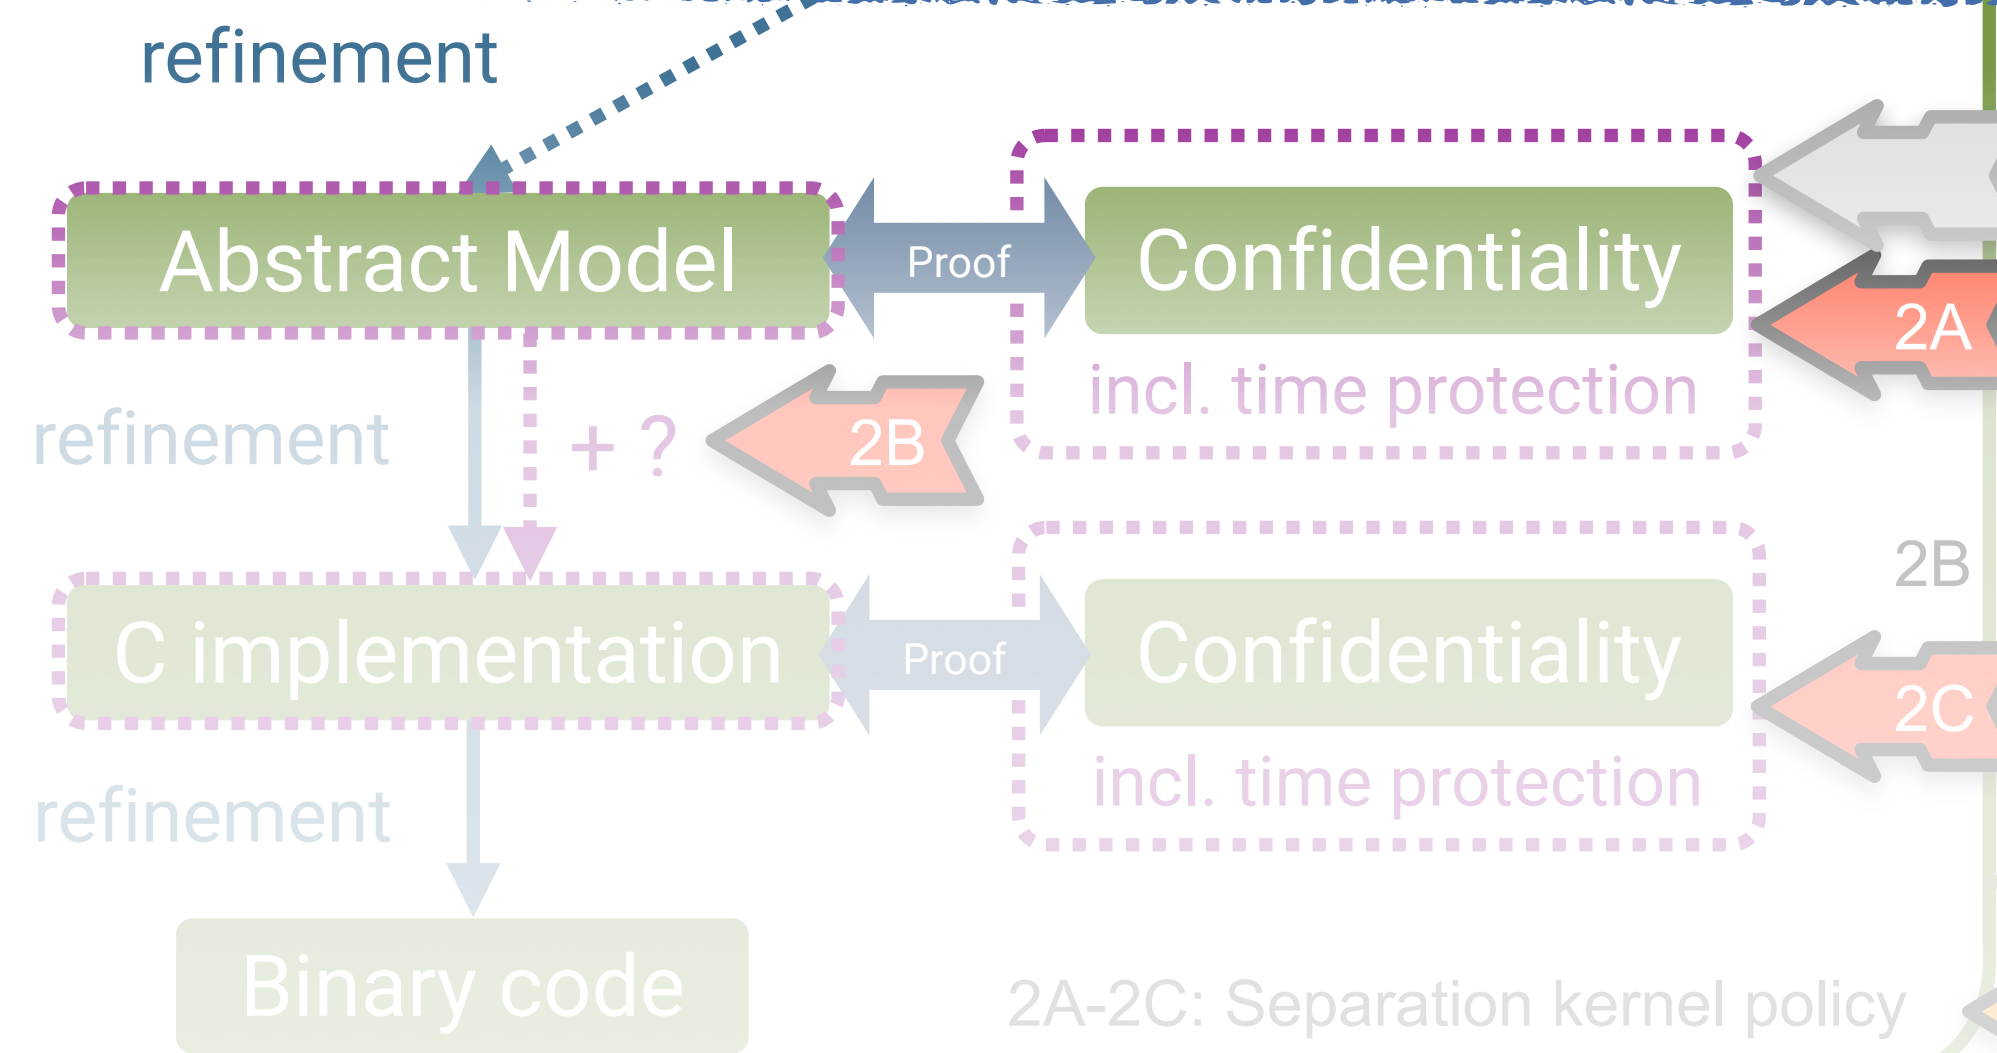 refinement
Abstract Model
Proof
Confidentiality
2A
incl. time protection
refinement
+ ?
2B
2B
C implementation
Proof
Confidentiality
2C
incl. time protection
refinement
Binary code
2A-2C: Separation kernel policy